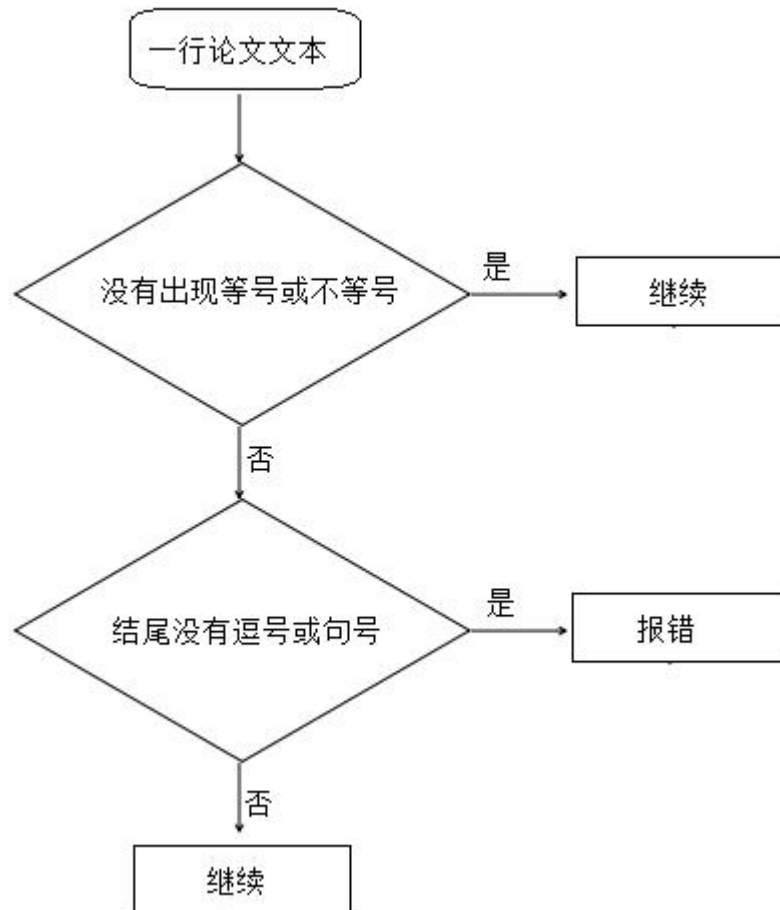 一行论文文本
没有出现等号或不等号
是
继续
否
结尾没有逗号或句号
是
报错
否
继续